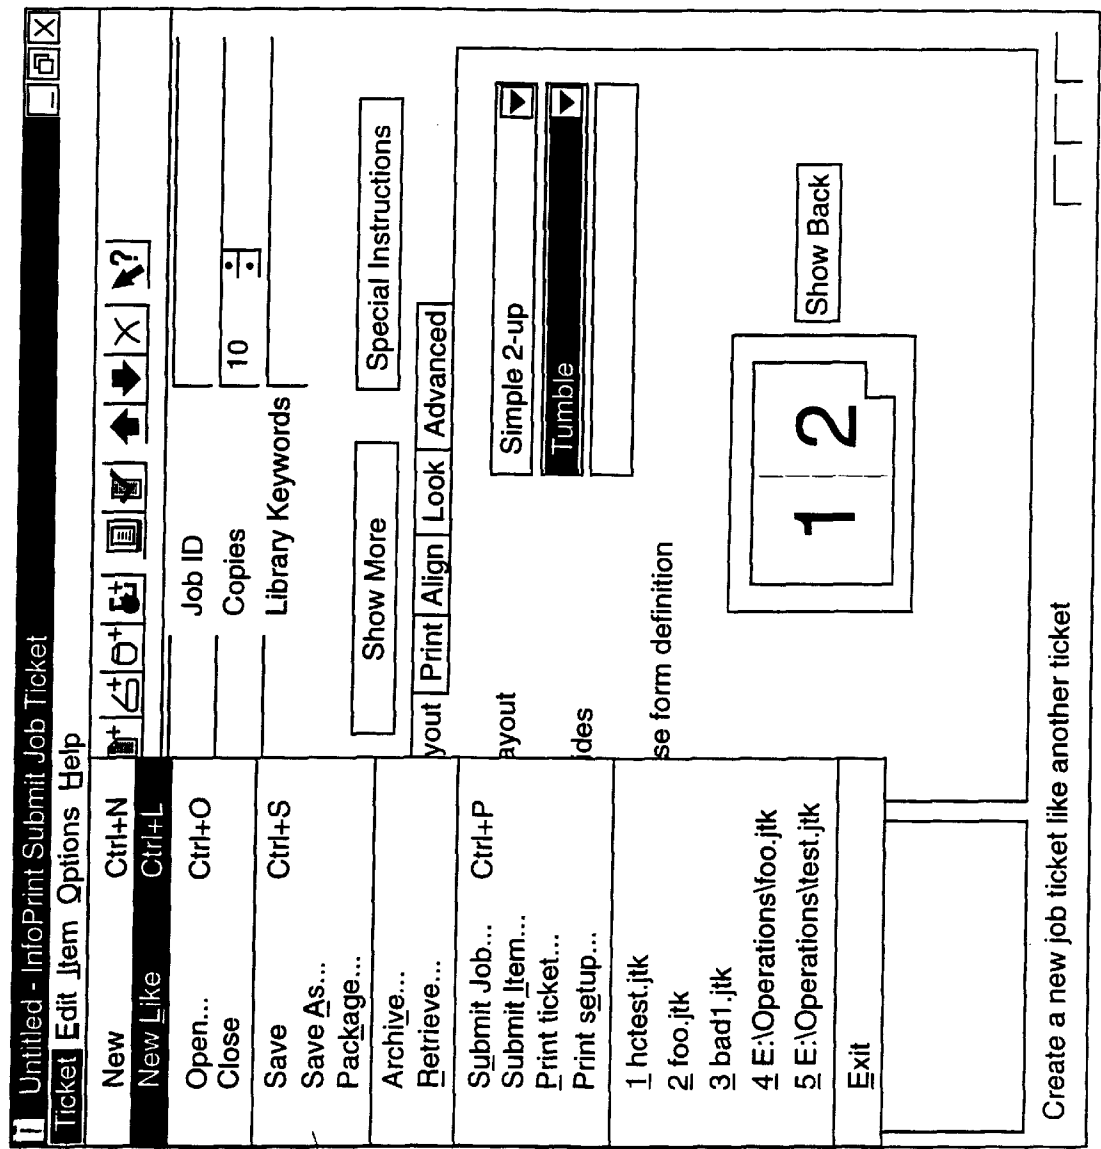 Untitled - InfoPrint Submit Job Ticket
Ticket Edit Item Options Help
New Ctrl+N
New Like Ctrl+L
Open... Ctrl+O
Close
Save Ctrl+S
Save As...
Package...
Archive...
Retrieve...
Submit Job... Ctrl+P
Submit Item...
Print ticket...
Print setup...
1 hctest.jtk
2 foo.jtk
3 bad1.jtk
4 E:\Operations\foo.jtk
5 E:\Operations\test.jtk
Exit
Job ID
Copies 10
Library Keywords
Show More Special Instructions
yout Print Align Look Advanced
ayout Simple 2-up
ides Tumble
se form definition
1 2
Show Back
Create a new job ticket like another ticket